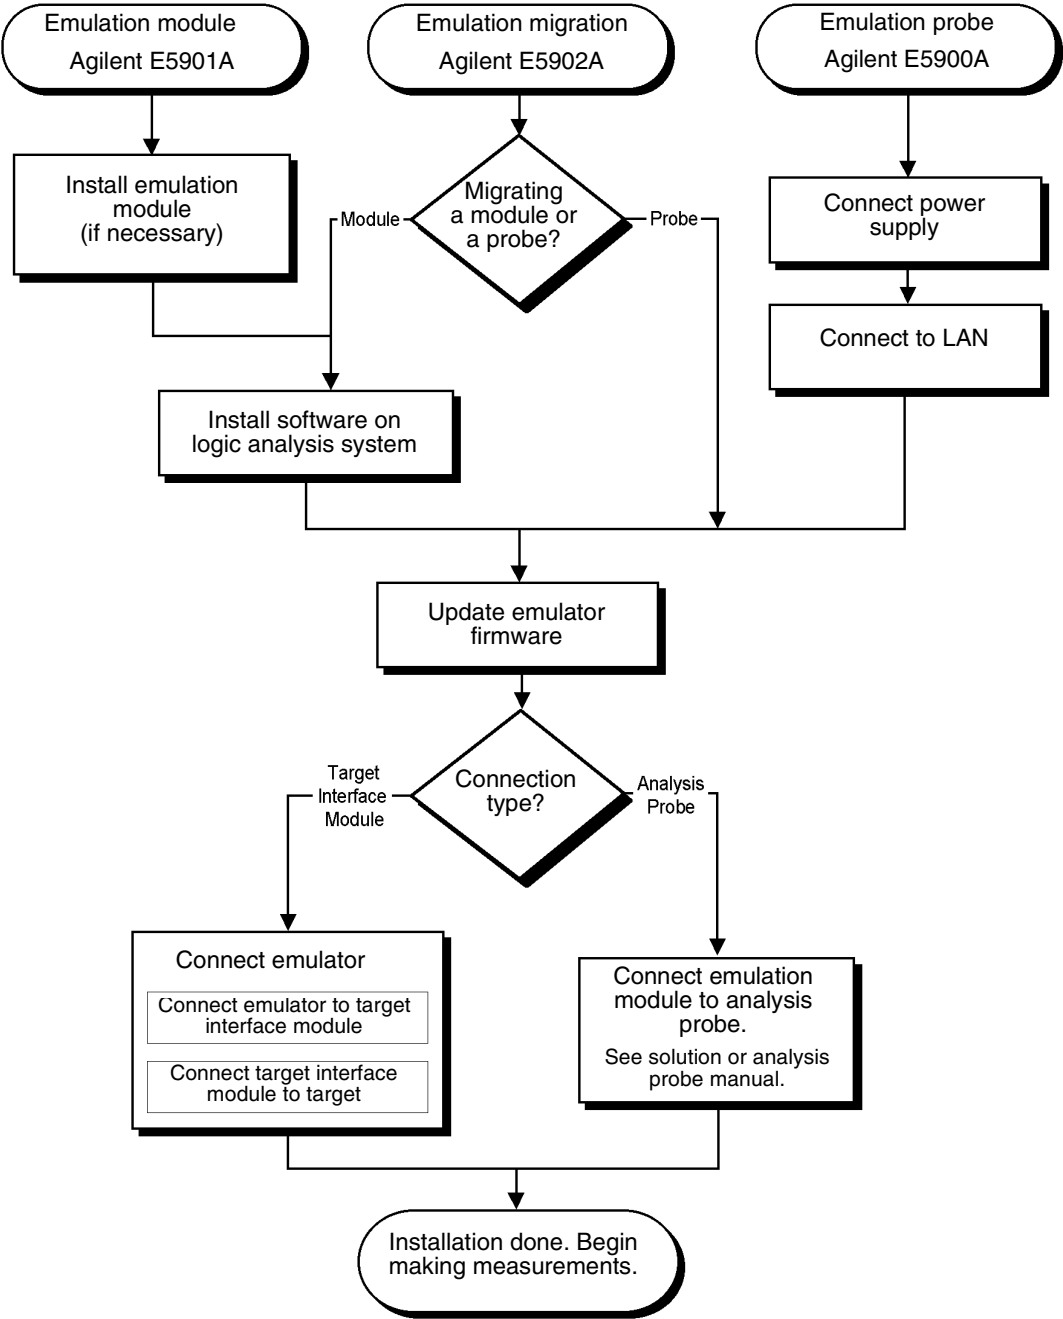 Emulation module
Agilent E5901A
Emulation migration
Agilent E5902A
Emulation probe
Agilent E5900A
Install emulation
module
(if necessary)
Migrating
a module or
a probe?
Module
Probe
Connect power
supply
Connect to LAN
Install software on
logic analysis system
Update emulator
firmware
Connection
type?
Target
Interface
Module
Analysis
Probe
Connect emulator
Connect emulator to target
interface module
Connect target interface
module to target
Connect emulation
module to analysis
probe.
See solution or analysis
probe manual.
Installation done. Begin
making measurements.